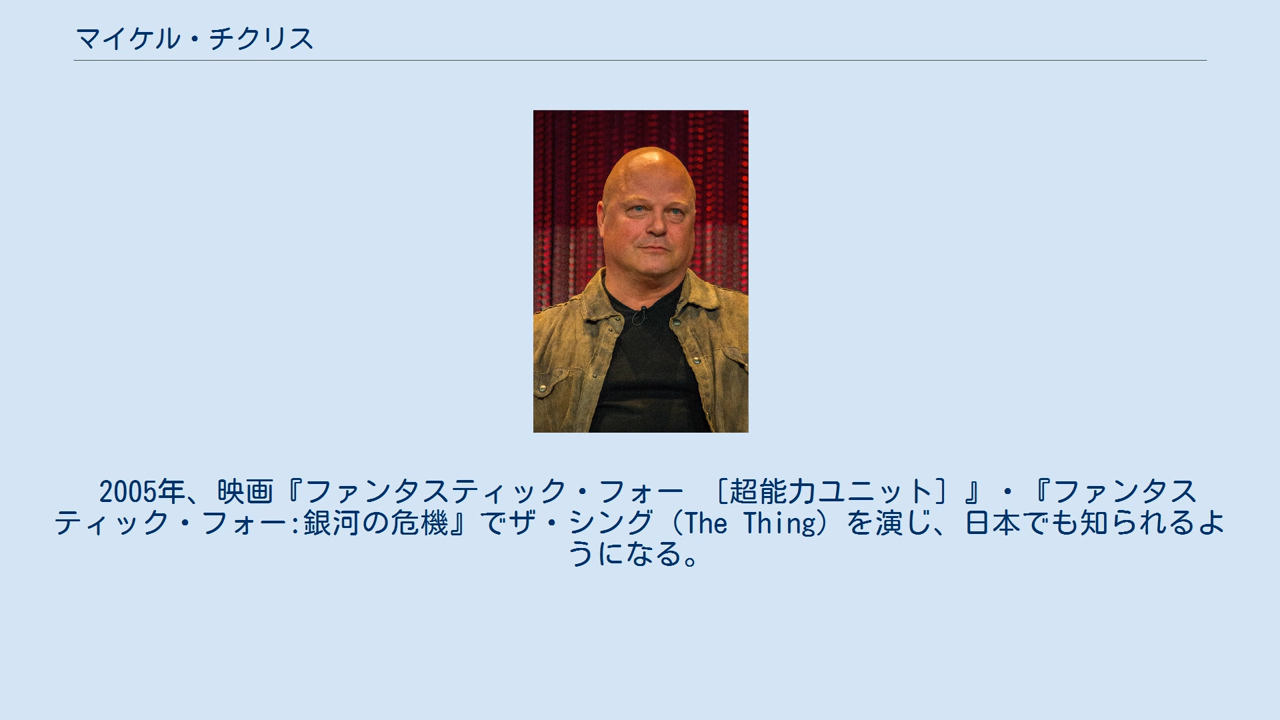 マイケル・チクリス
2005年、映画『ファンタスティック・フォー ［超能力ユニット］』・『ファンタス
ティック・フォー:銀河の危機』でザ・シング（The Thing）を演じ、日本でも知られるよ
うになる。